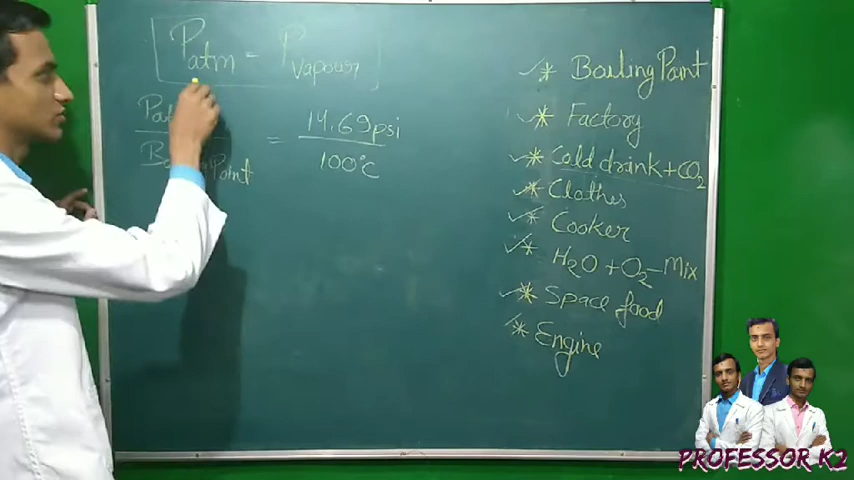 Patm = Pvapour
= 14.69psi
100°C
* Boiling Point
* Factory
* Cold drink + CO2
* Clothes
* Cooker
* H2O + O2 - Mix
* Space food
* Engine
PROFESSOR K2